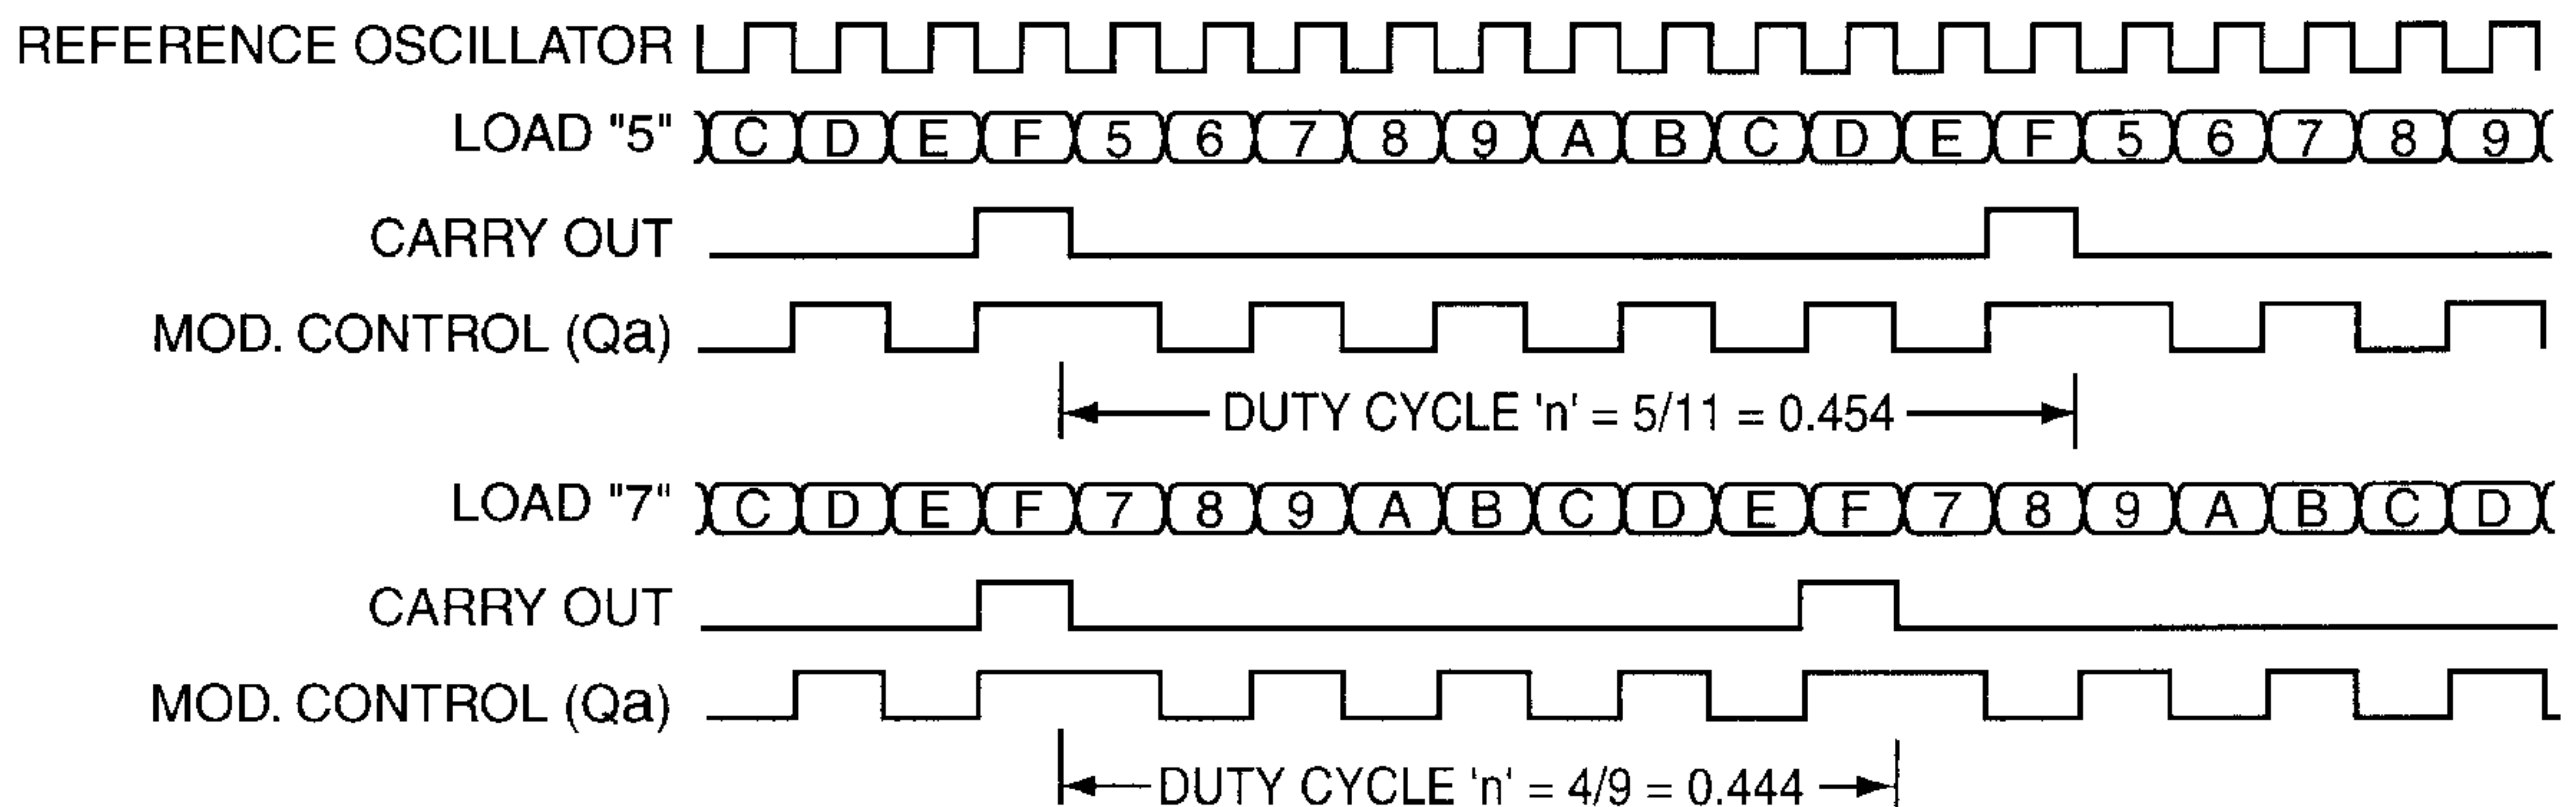 REFERENCE OSCILLATOR
LOAD "5" C D E F 5 6 7 8 9 A B C D E F 5 6 7 8 9
CARRY OUT
MOD. CONTROL (Qa)
DUTY CYCLE 'n' = 5/11 = 0.454
LOAD "7" C D E F 7 8 9 A B C D E F 7 8 9 A B C D
CARRY OUT
MOD. CONTROL (Qa)
DUTY CYCLE 'n' = 4/9 = 0.444